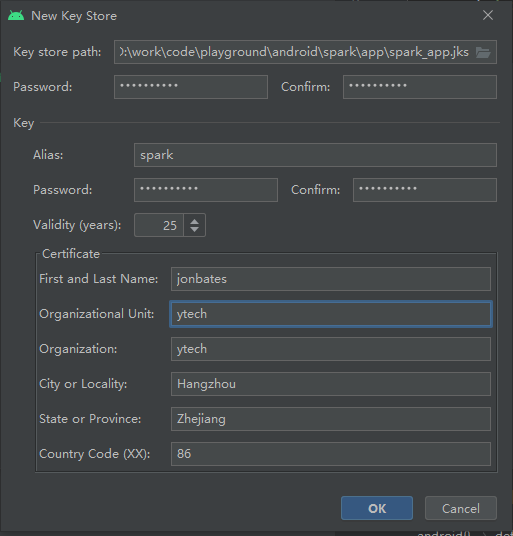 New Key Store
Key store path: D:\work\code\playground\android\spark\app\spark_app.jks
Password: •••••••••• Confirm: ••••••••••
Key
Alias: spark
Password: •••••••••• Confirm: ••••••••••
Validity (years): 25
Certificate
First and Last Name: jonbates
Organizational Unit: ytech
Organization: ytech
City or Locality: Hangzhou
State or Province: Zhejiang
Country Code (XX): 86
OK Cancel